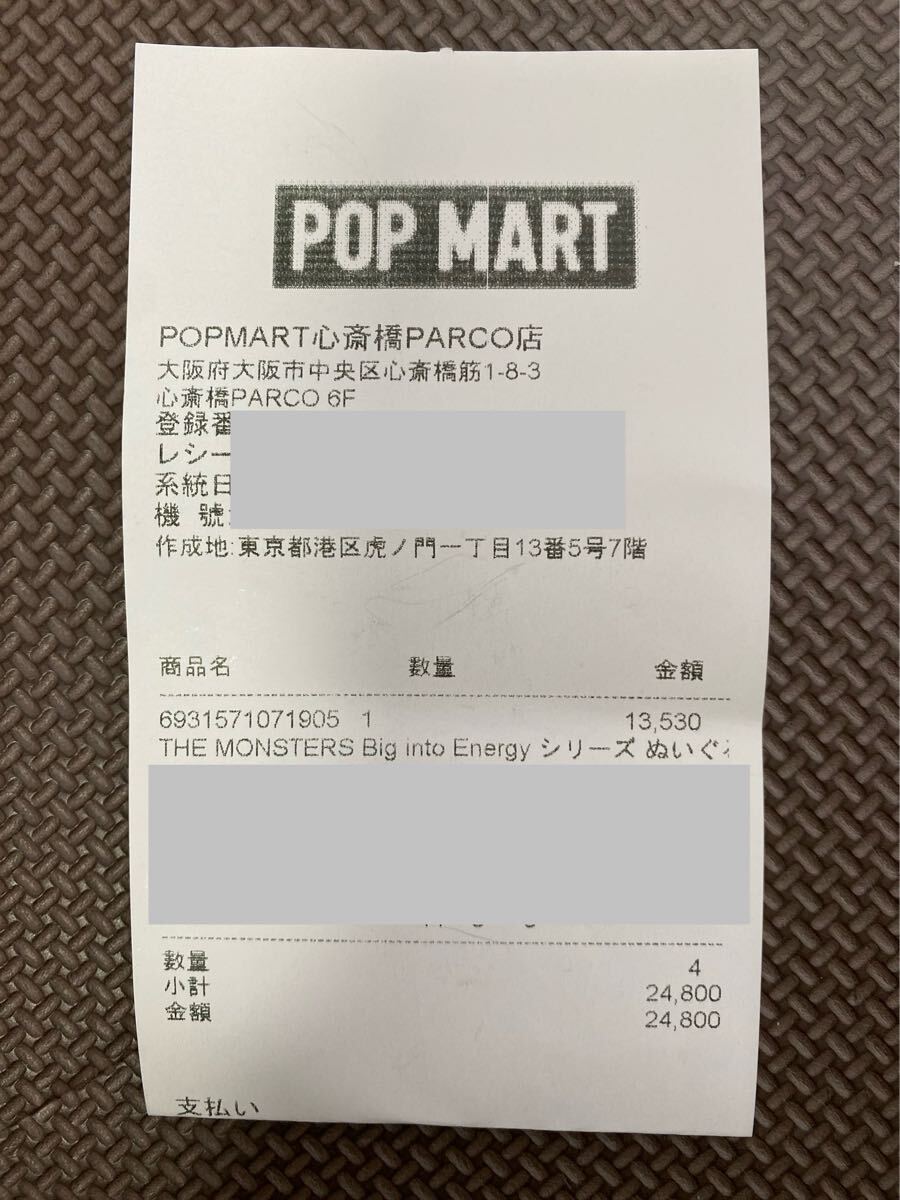 POP MART
POPMART心斎橋PARCO店
大阪府大阪市中央区心斎橋筋1-8-3
心斎橋PARCO 6F
登録番
レシー
系統日
機 號:
作成地:東京都港区虎ノ門一丁目13番5号7階
商品名 数量 金額
6931571071905 1 13,530
THE MONSTERS Big into Energy シリーズ ぬいぐ
数量 4
小計 24,800
金額 24,800
支払い